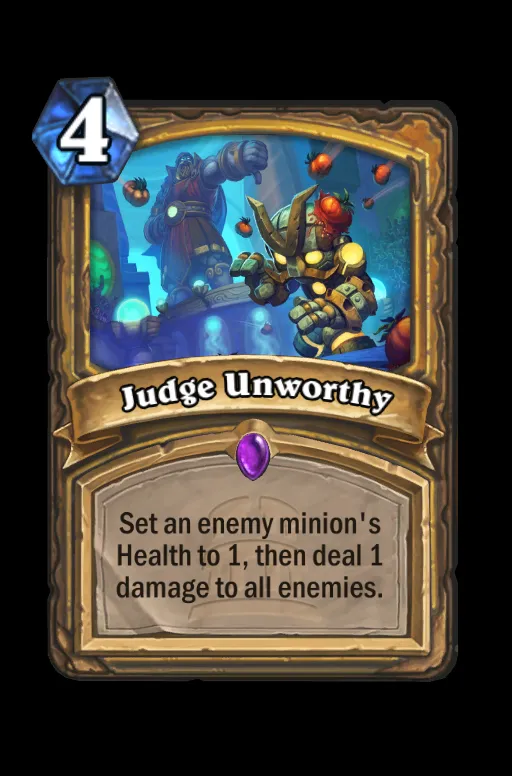 4
Judge Unworthy
Set an enemy minion's
Health to 1, then deal 1
damage to all enemies.